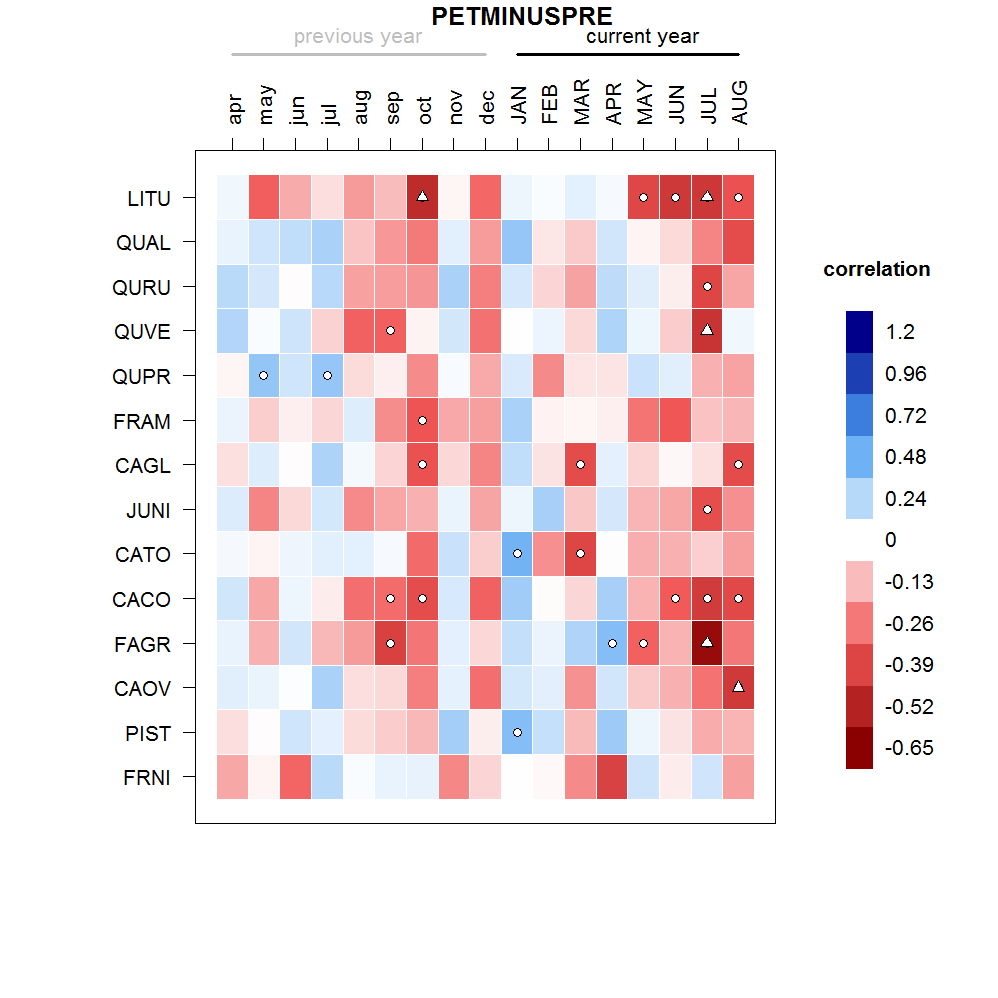 PETMINUSPRE
previous year
current year
apr may jun jul aug sep oct nov dec JAN FEB MAR APR MAY JUN JUL AUG
LITU
QUAL
QURU
QUVE
QUPR
FRAM
CAGL
JUNI
CATO
CACO
FAGR
CAOV
PIST
FRNI
correlation
1.2
0.96
0.72
0.48
0.24
0
-0.13
-0.26
-0.39
-0.52
-0.65